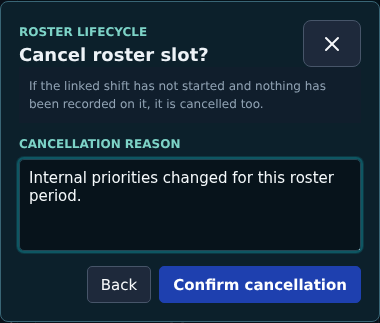 ROSTER LIFECYCLE
Cancel roster slot?
If the linked shift has not started and nothing has
been recorded on it, it is cancelled too.
CANCELLATION REASON
Internal priorities changed for this roster
period.
Back
Confirm cancellation